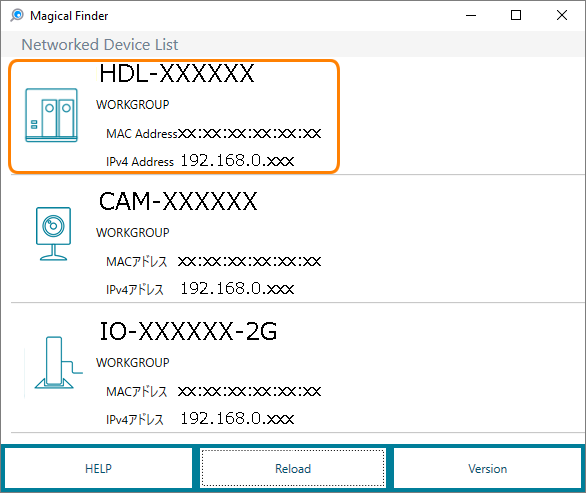 Magical Finder
Networked Device List
HDL-XXXXXX
WORKGROUP
MAC Address xx:xx:xx:xx:xx:xx
IPv4 Address 192.168.0.xxx
CAM-XXXXXX
WORKGROUP
MACアドレス xx:xx:xx:xx:xx:xx
IPv4アドレス 192.168.0.xxx
IO-XXXXXX-2G
WORKGROUP
MACアドレス xx:xx:xx:xx:xx:xx
IPv4アドレス 192.168.0.xxx
HELP Reload Version